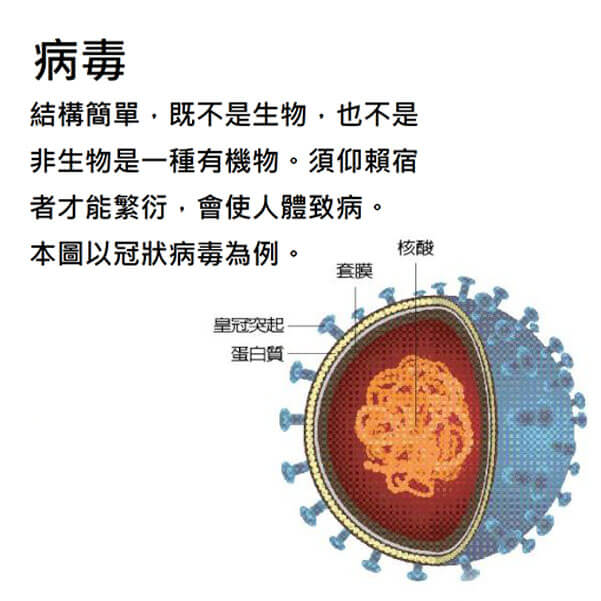 病毒
結構簡單，既不是生物，也不是
非生物是一種有機物。須仰賴宿
者才能繁衍，會使人體致病。
本圖以冠狀病毒為例。
核酸
套膜
皇冠突起
蛋白質